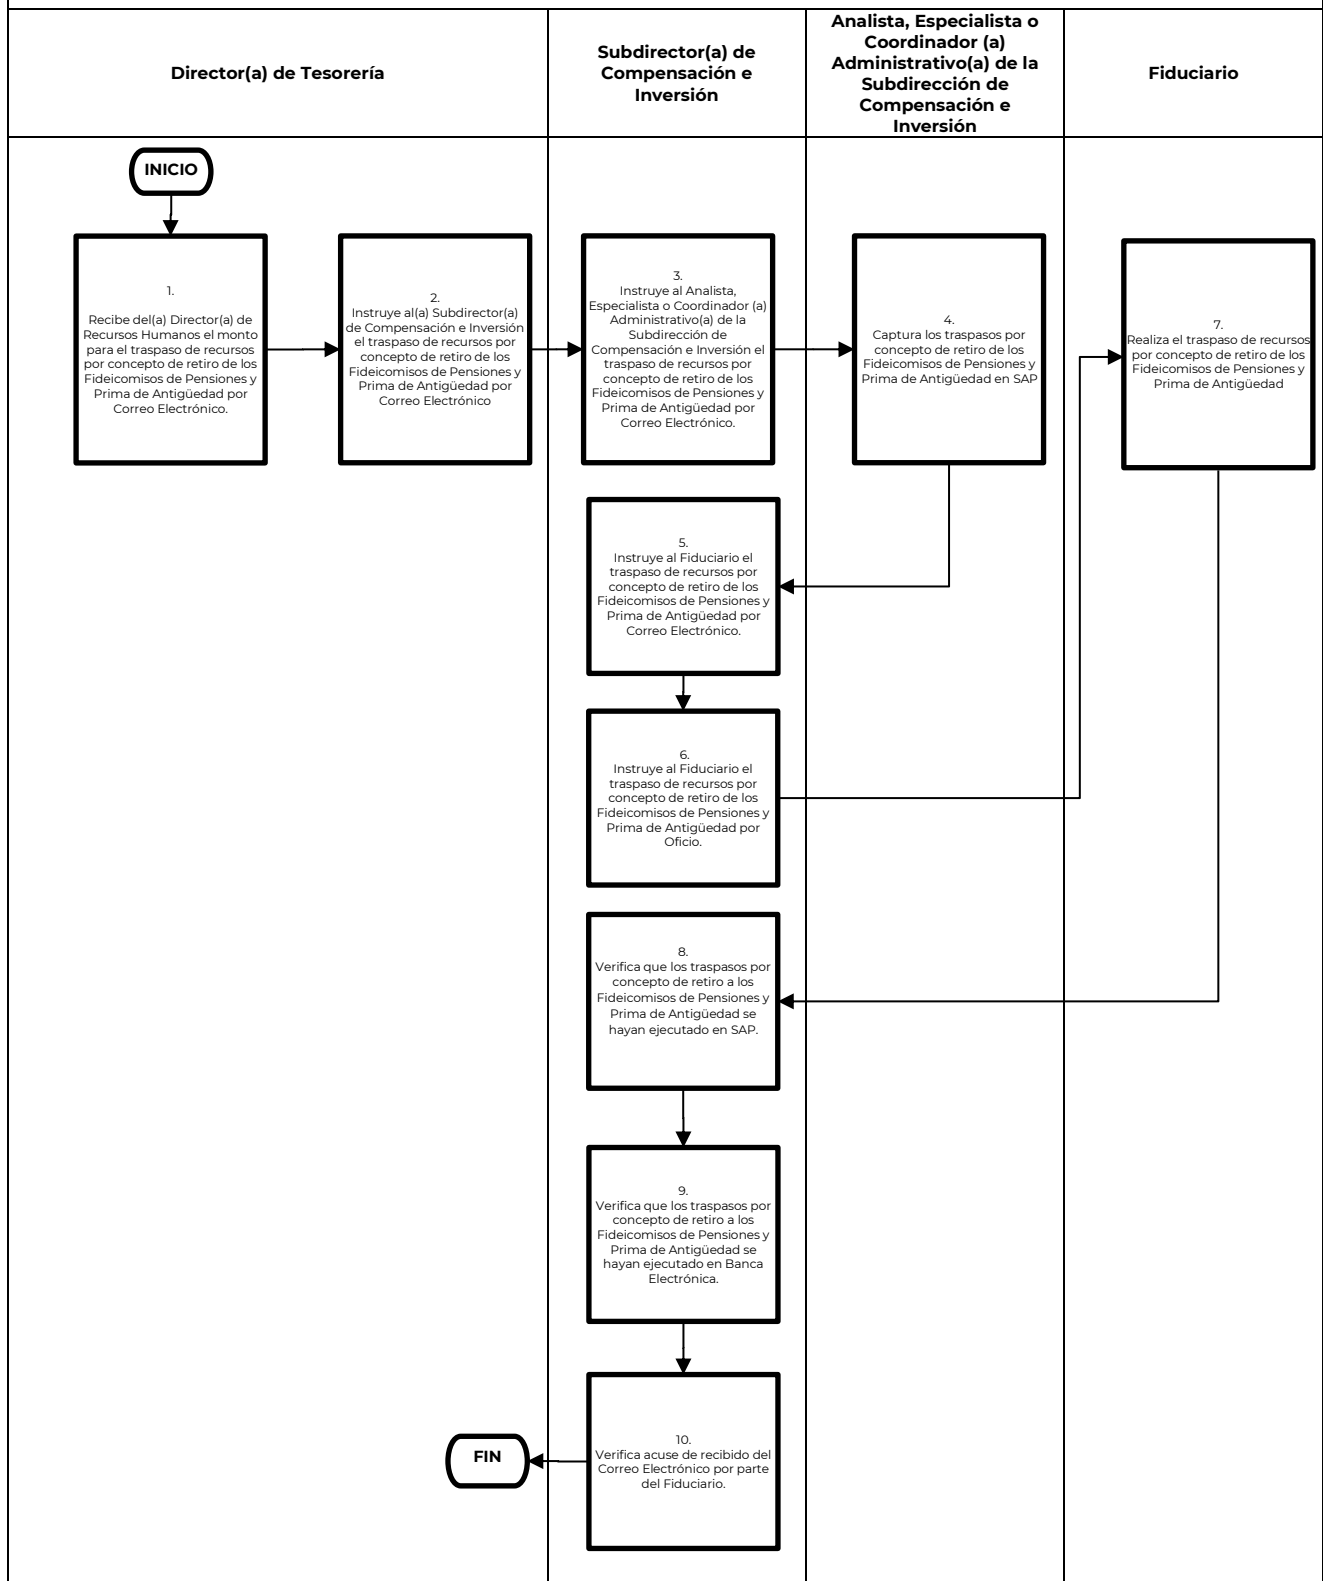 Director(a) de Tesorería
Subdirector(a) de
Compensación e
Inversión
Analista, Especialista o
Coordinador (a)
Administrativo(a) de la
Subdirección de
Compensación e
Inversión
Fiduciario
INICIO
1.
Recibe del(a) Director(a) de
Recursos Humanos el monto
para el traspaso de recursos
por concepto de retiro de los
Fideicomisos de Pensiones y
Prima de Antigüedad por
Correo Electrónico.
2.
Instruye al(a) Subdirector(a)
de Compensación e Inversión
el traspaso de recursos por
concepto de retiro de los
Fideicomisos de Pensiones y
Prima de Antigüedad por
Correo Electrónico
3.
Instruye al Analista,
Especialista o Coordinador (a)
Administrativo(a) de la
Subdirección de
Compensación e Inversión el
traspaso de recursos por
concepto de retiro de los
Fideicomisos de Pensiones y
Prima de Antigüedad por
Correo Electrónico.
4.
Captura los traspasos por
concepto de retiro de los
Fideicomisos de Pensiones y
Prima de Antigüedad en SAP
7.
Realiza el traspaso de recursos
por concepto de retiro de los
Fideicomisos de Pensiones y
Prima de Antigüedad
5.
Instruye al Fiduciario el
traspaso de recursos por
concepto de retiro de los
Fideicomisos de Pensiones y
Prima de Antigüedad por
Correo Electrónico.
6.
Instruye al Fiduciario el
traspaso de recursos por
concepto de retiro de los
Fideicomisos de Pensiones y
Prima de Antigüedad por
Oficio.
8.
Verifica que los traspasos por
concepto de retiro a los
Fideicomisos de Pensiones y
Prima de Antigüedad se
hayan ejecutado en SAP.
9.
Verifica que los traspasos por
concepto de retiro a los
Fideicomisos de Pensiones y
Prima de Antigüedad se
hayan ejecutado en Banca
Electrónica.
10.
Verifica acuse de recibido del
Correo Electrónico por parte
del Fiduciario.
FIN